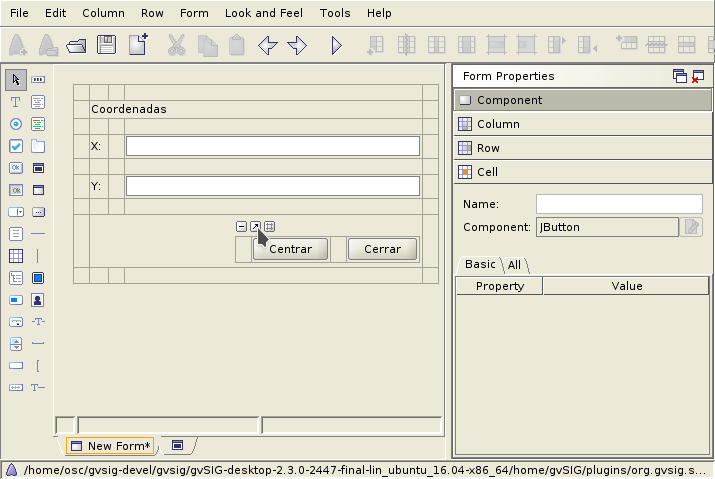 File Edit Column Row Form Look and Feel Tools Help
Form Properties
Component
Column
Row
Cell
Name:
Component: JButton
Basic All
Property Value
Coordenadas
X:
Y:
Centrar Cerrar
New Form*
/home/osc/gvsig-devel/gvsig/gvSIG-desktop-2.3.0-2447-final-lin_ubuntu_16.04-x86_64/home/gvSIG/plugins/org.gvsig.s...